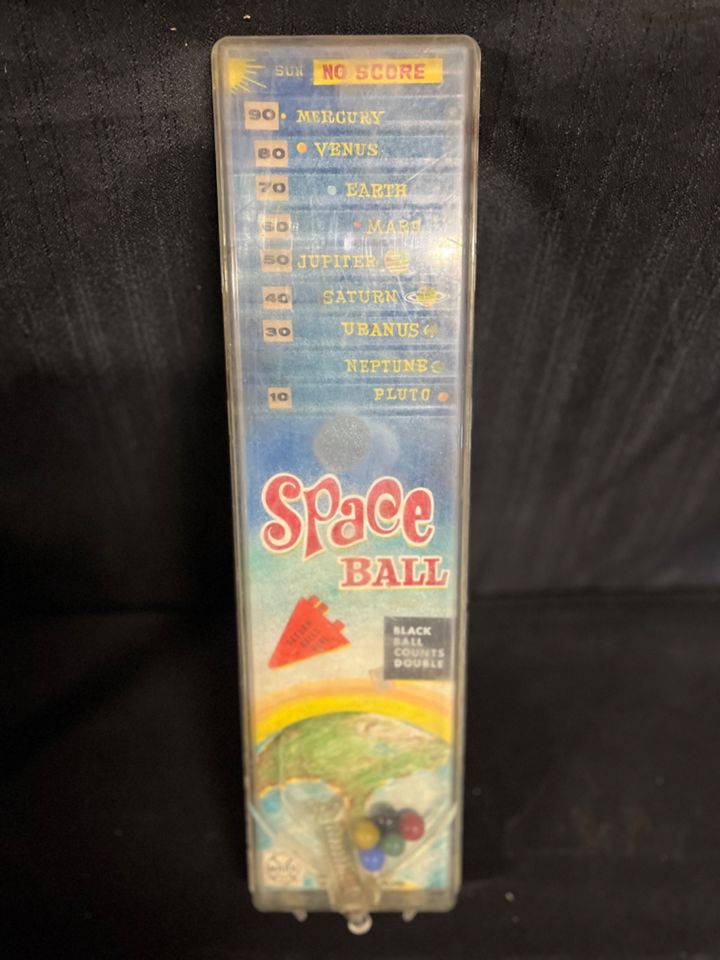 SUN NO SCORE
90 MERCURY
80 VENUS
70 EARTH
60 MARS
50 JUPITER
40 SATURN
30 URANUS
NEPTUNE
10 PLUTO
Space
BALL
BLACK
BALL
COUNTS
DOUBLE